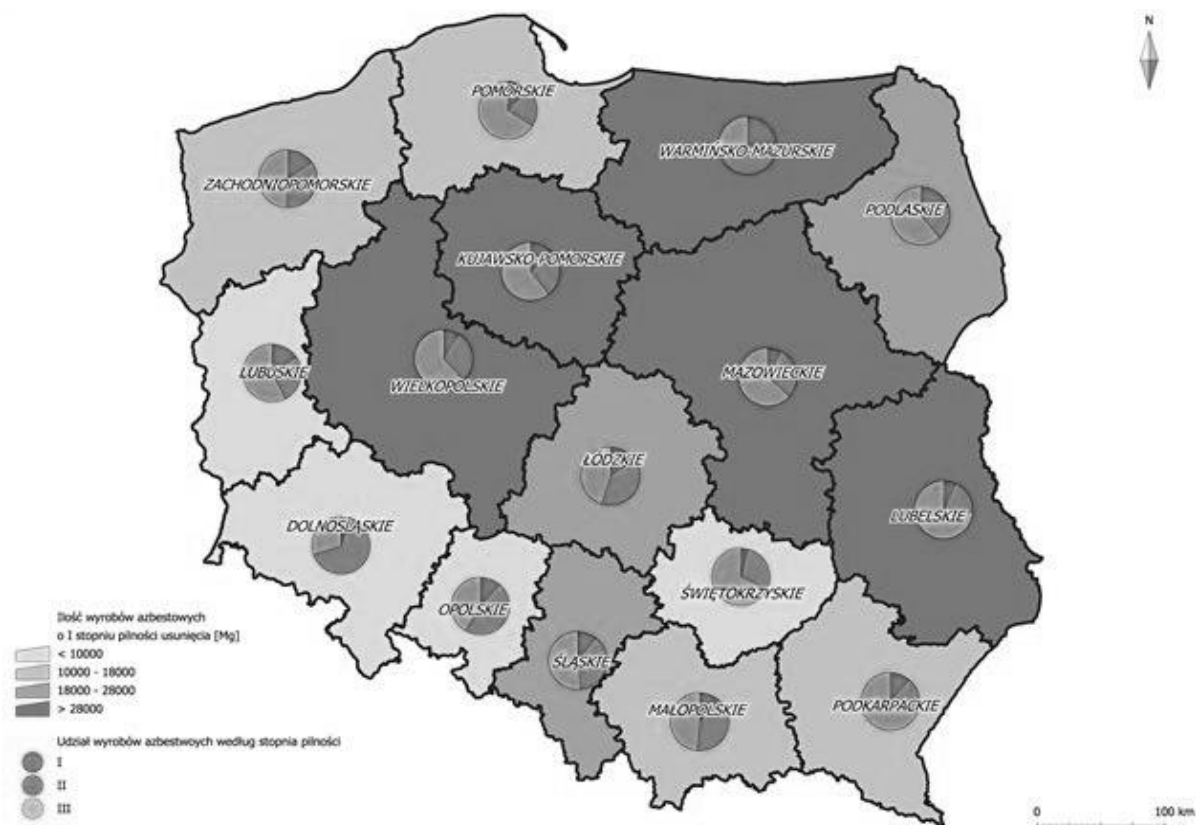 N
POMORSKIE
WARMIŃSKO-MAZURSKIE
ZACHODNIOPOMORSKIE
PODLASKIE
KUJAWSKO-POMORSKIE
LUBUSKIE
WIELKOPOLSKIE
MAZOWIECKIE
ŁÓDZKIE
LUBELSKIE
DOLNOŚLĄSKIE
OPOLSKIE
ŚWIĘTOKRZYSKIE
ŚLĄSKIE
MAŁOPOLSKIE
PODKARPACKIE
Ilość wyrobów azbestowych
o I stopniu pilności usunięcia [Mg]
< 10000
10000 - 18000
18000 - 28000
> 28000
Udział wyrobów azbestwoych według stopnia pilności
I
II
III
0 100 km